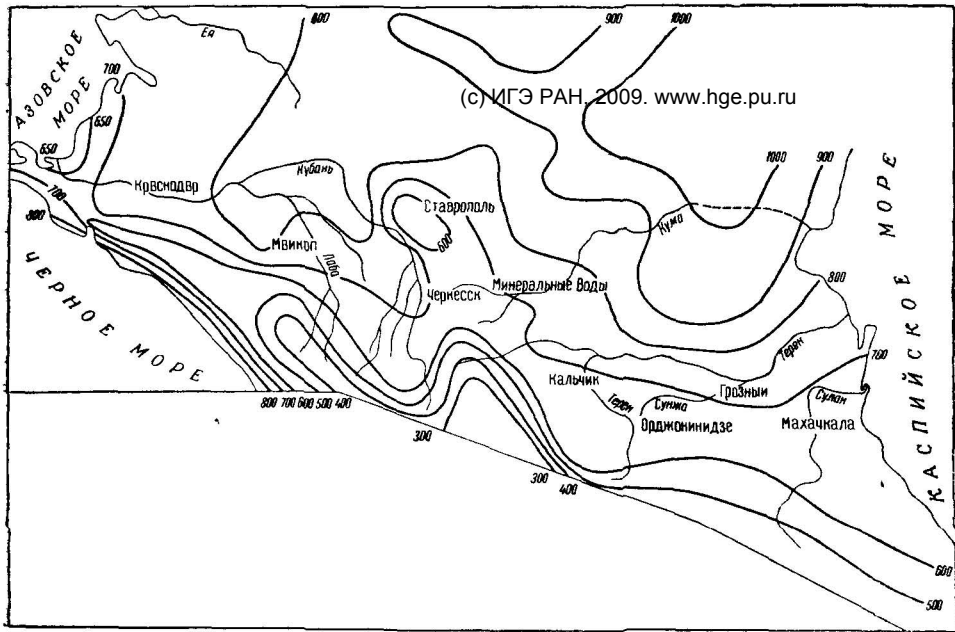 800
900
1000
Ея
АЗОВСКОЕ
МОРЕ
700
(c) ИГЭ РАН, 2009. www.hge.pu.ru
650
650
1000
900
Кубань
Крвснодвр
700
Ставрополь
800
600
Кума
Мвикоп
Лаба
Черкесск
Минеральные Воды
800
ЧЕРНОЕ МОРЕ
Терек
700
Кальчик
Грозный
Терек
Сунжа
Сулак
Орджоникидзе
Махачкала
КАСПИЙСКОЕ МОРЕ
800 700 600 500 400
300
300
400
600
500